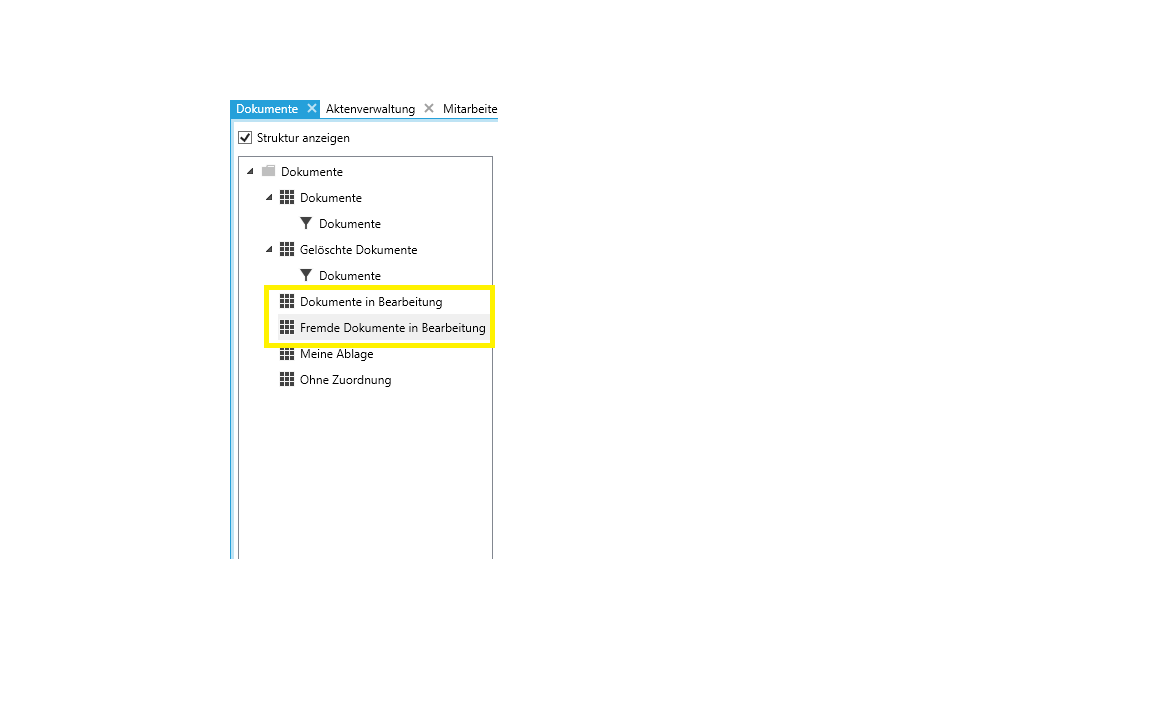 Dokumente Aktenverwaltung Mitarbeite
Struktur anzeigen
Dokumente
Dokumente
Dokumente
Gelöschte Dokumente
Dokumente
Dokumente in Bearbeitung
Fremde Dokumente in Bearbeitung
Meine Ablage
Ohne Zuordnung